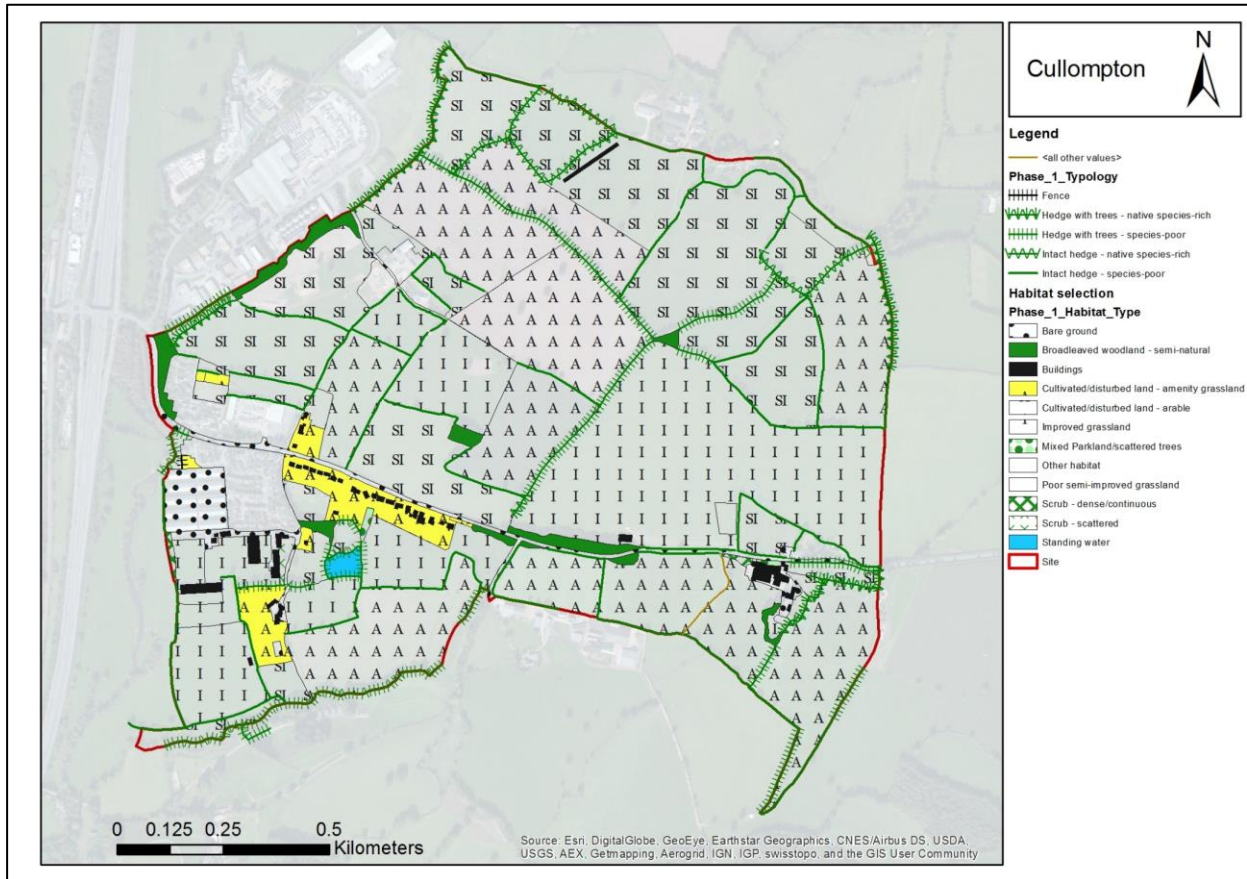 Cullompton
N
Legend
<all other values>
Phase_1_Typology
Fence
Hedge with trees - native species-rich
Hedge with trees - species-poor
Intact hedge - native species-rich
Intact hedge - species-poor
Habitat selection
Phase_1_Habitat_Type
Bare ground
Broadleaved woodland - semi-natural
Buildings
Cultivated/disturbed land - amenity grassland
Cultivated/disturbed land - arable
Improved grassland
Mixed Parkland/scattered trees
Other habitat
Poor semi-improved grassland
Scrub - dense/continuous
Scrub - scattered
Standing water
Site
0 0.125 0.25 0.5
Kilometers
Source: Esri, DigitalGlobe, GeoEye, Earthstar Geographics, CNES/Airbus DS, USDA,
USGS, AEX, Getmapping, Aerogrid, IGN, IGP, swisstopo, and the GIS User Community